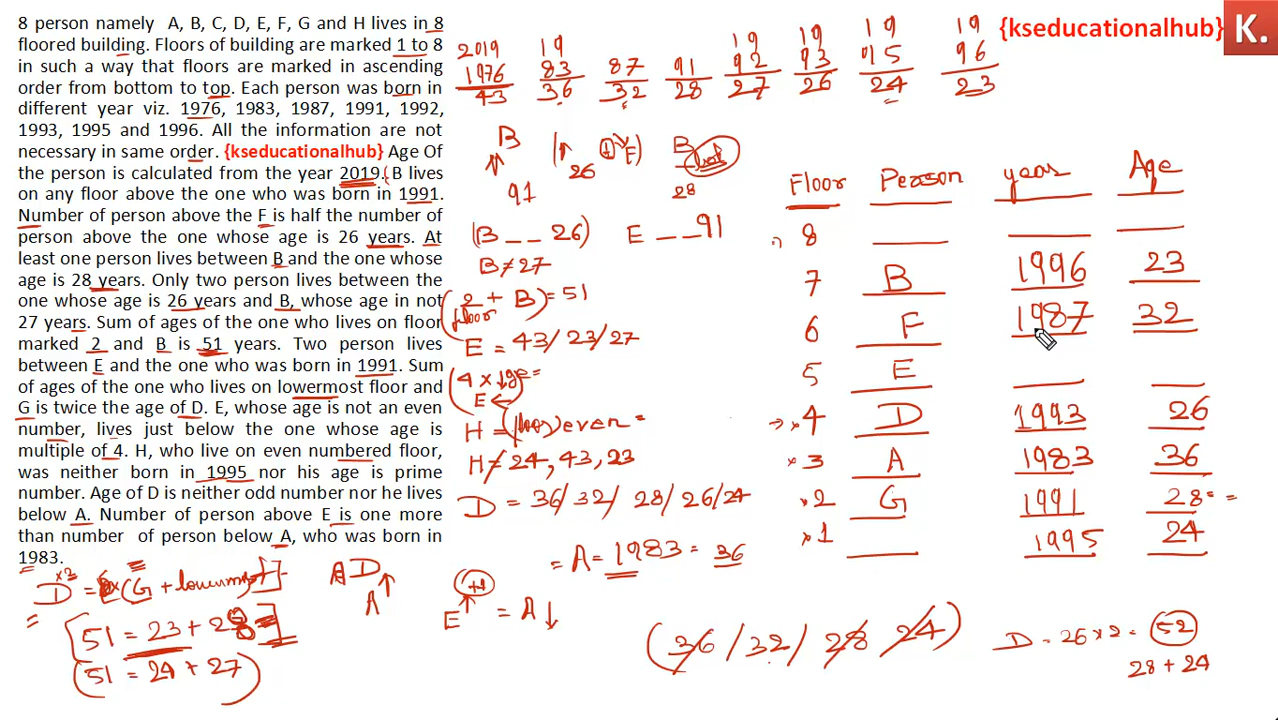 8 person namely A, B, C, D, E, F, G and H lives in 8
floored building. Floors of building are marked 1 to 8
in such a way that floors are marked in ascending
order from bottom to top. Each person was born in
different year viz. 1976, 1983, 1987, 1991, 1992,
1993, 1995 and 1996. All the information are not
necessary in same order. {kseducationalhub} Age Of
the person is calculated from the year 2019. B lives
on any floor above the one who was born in 1991.
Number of person above the F is half the number of
person above the one whose age is 26 years. At
least one person lives between B and the one whose
age is 28 years. Only two person lives between the
one whose age is 26 years and B, whose age in not
27 years. Sum of ages of the one who lives on floor
marked 2 and B is 51 years. Two person lives
between E and the one who was born in 1991. Sum
of ages of the one who lives on lowermost floor and
G is twice the age of D. E, whose age is not an even
number, lives just below the one whose age is
multiple of 4. H, who live on even numbered floor,
was neither born in 1995 nor his age is prime
number. Age of D is neither odd number nor he lives
below A. Number of person above E is one more
than number of person below A, who was born in
1983.
{kseducationalhub}
K.
2019 19 19 19 19 19
1976 83 87 91 92 93 95 96
43 36 32 28 27 26 24 23
B
91
26
B
28
(B _ _ 26) E _ _ 91
B≠27
(2 + B) = 51
floor
E = 43/23/27
(4 × age =
E ←
H = (floor) even =
H ≠ 24, 43, 23
D = 36/32/28/26/24
= A = 1983 = 36
Floor Person year Age
8
7 B 1996 23
6 F 1987 32
5 E
4 D 1993 26
3 A 1983 36
2 G 1991 28
1 1995 24
D = (G + lowermost)
51 = 23 + 28
(51 = 24 + 27)
A
E = A↓
(36/32/28 24)
D = 26 × 2 = 52
28 + 24